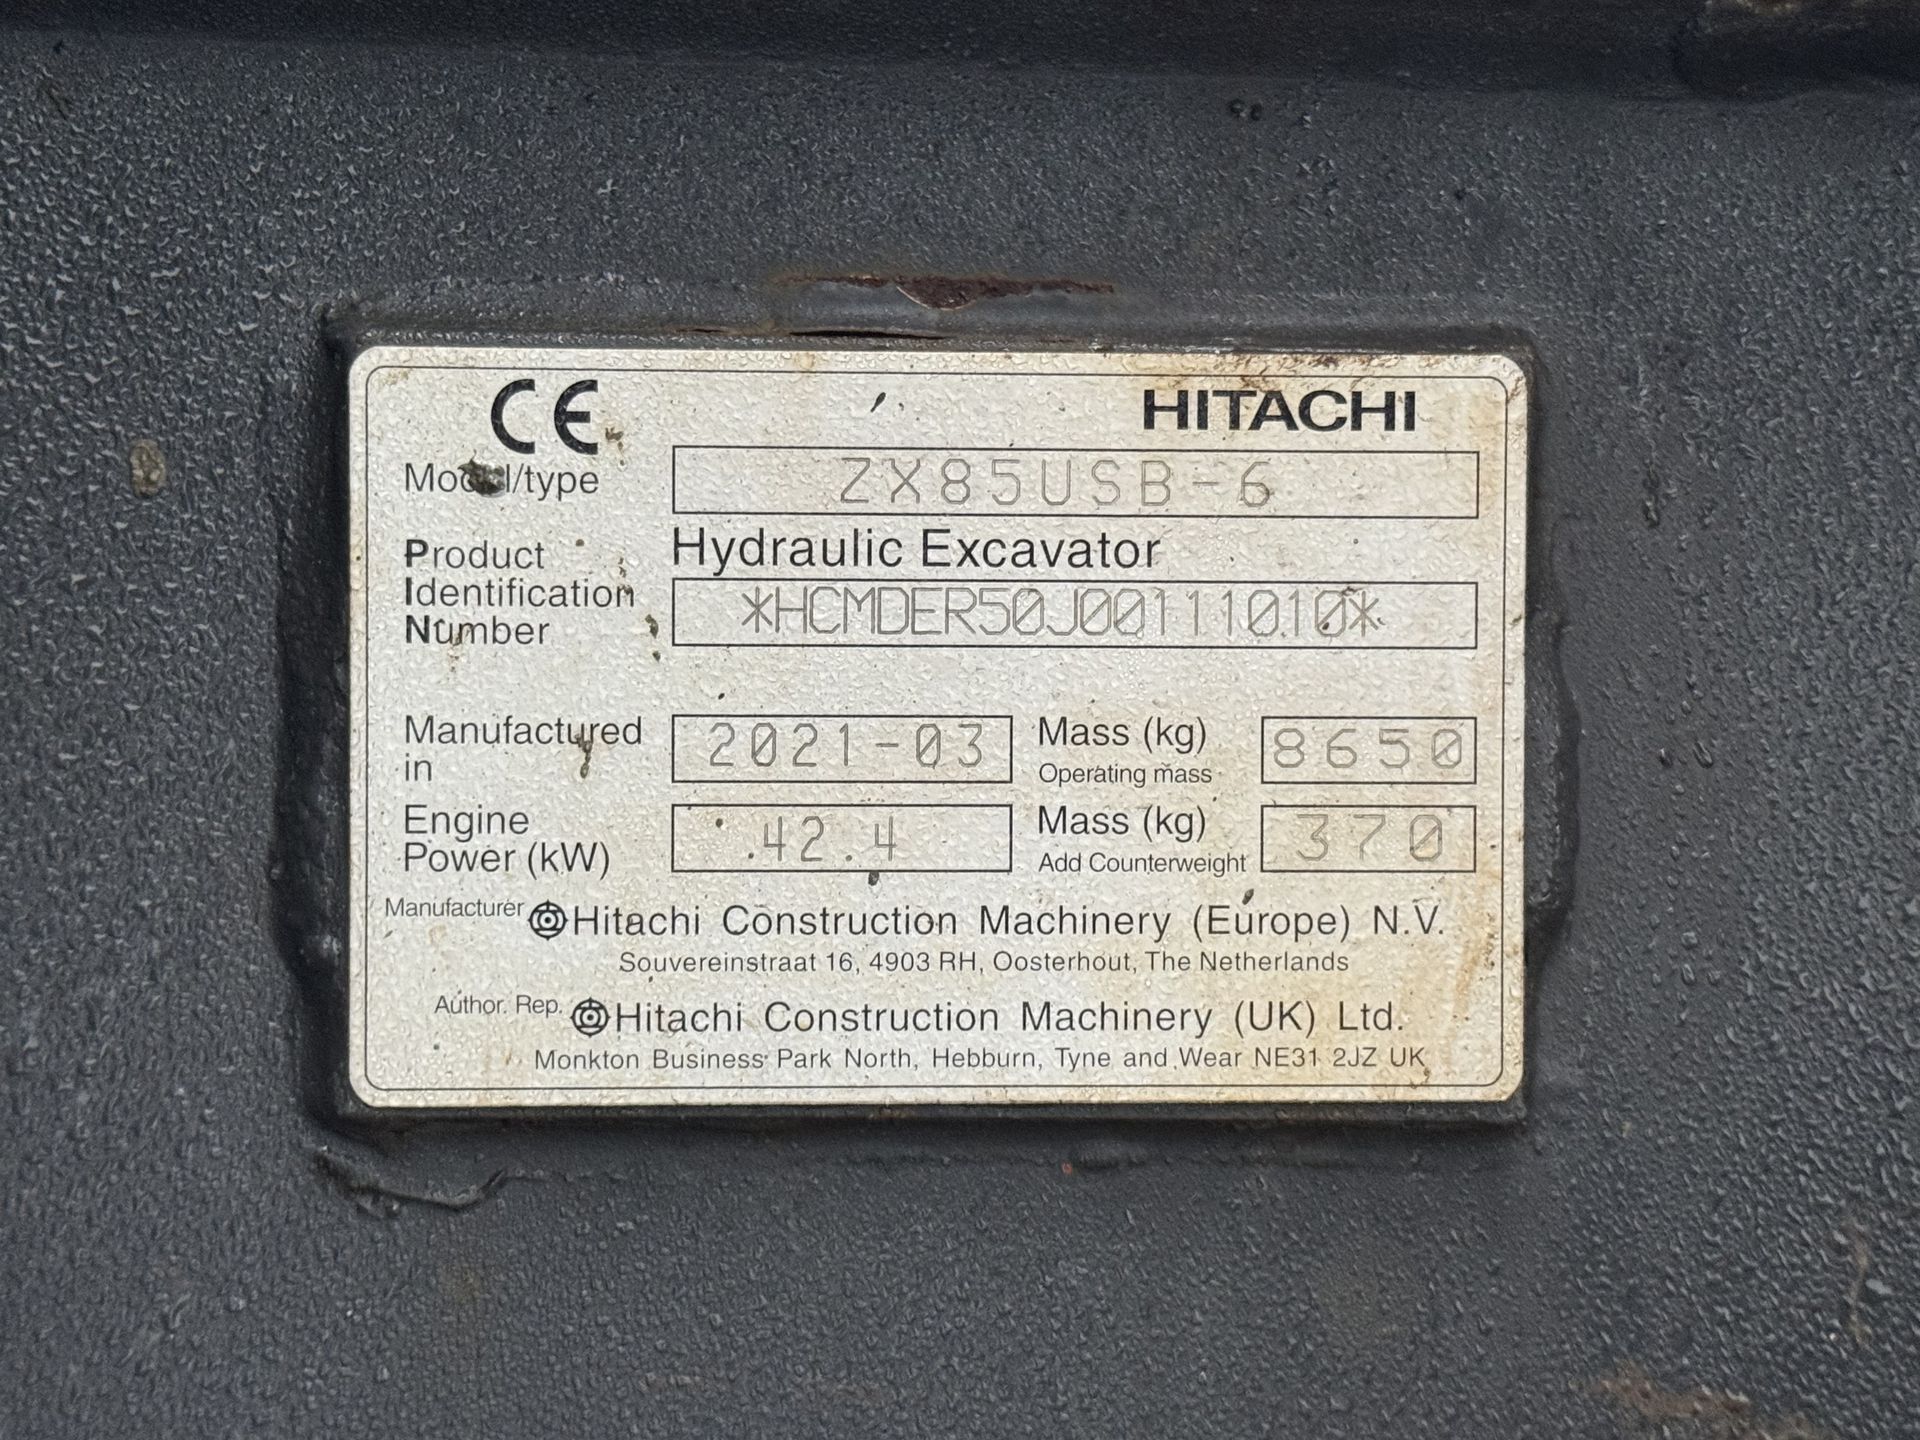 CE HITACHI
Model/type ZX85USB-6
Hydraulic Excavator
Product
Identification
Number *HCMDER50J00111010*
Manufactured
in 2021-03 Mass (kg)
Operating mass 8650
Engine
Power (kW) 42.4 Mass (kg)
Add Counterweight 370
Manufacturer Hitachi Construction Machinery (Europe) N.V.
Souvereinstraat 16, 4903 RH, Oosterhout, The Netherlands
Author. Rep. Hitachi Construction Machinery (UK) Ltd.
Monkton Business Park North, Hebburn, Tyne and Wear NE31 2JZ UK